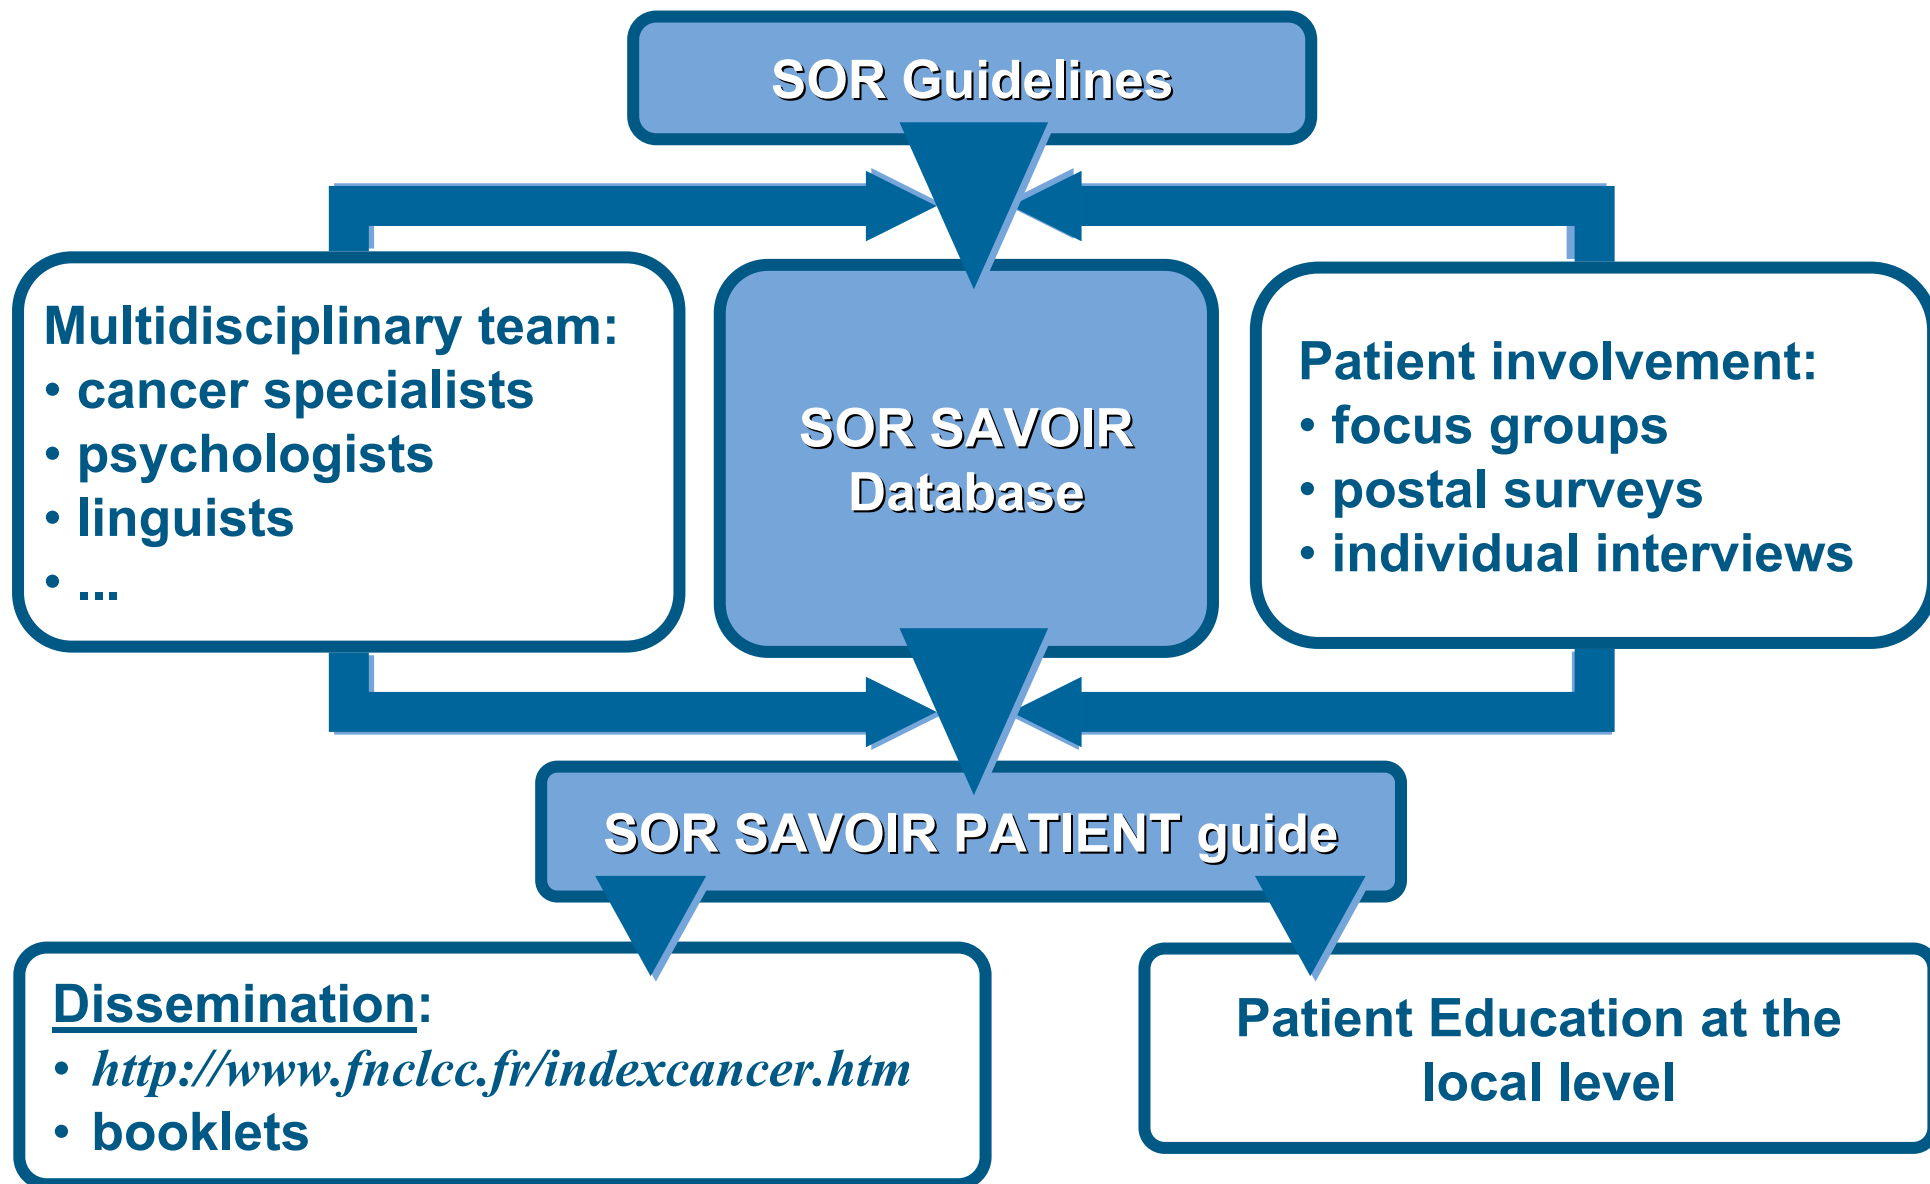 SOR Guidelines
Multidisciplinary team:
• cancer specialists
• psychologists
• linguists
• ...
SOR SAVOIR
Database
Patient involvement:
• focus groups
• postal surveys
• individual interviews
SOR SAVOIR PATIENT guide
Dissemination:
• http://www.fnclcc.fr/indexcancer.htm
• booklets
Patient Education at the
local level